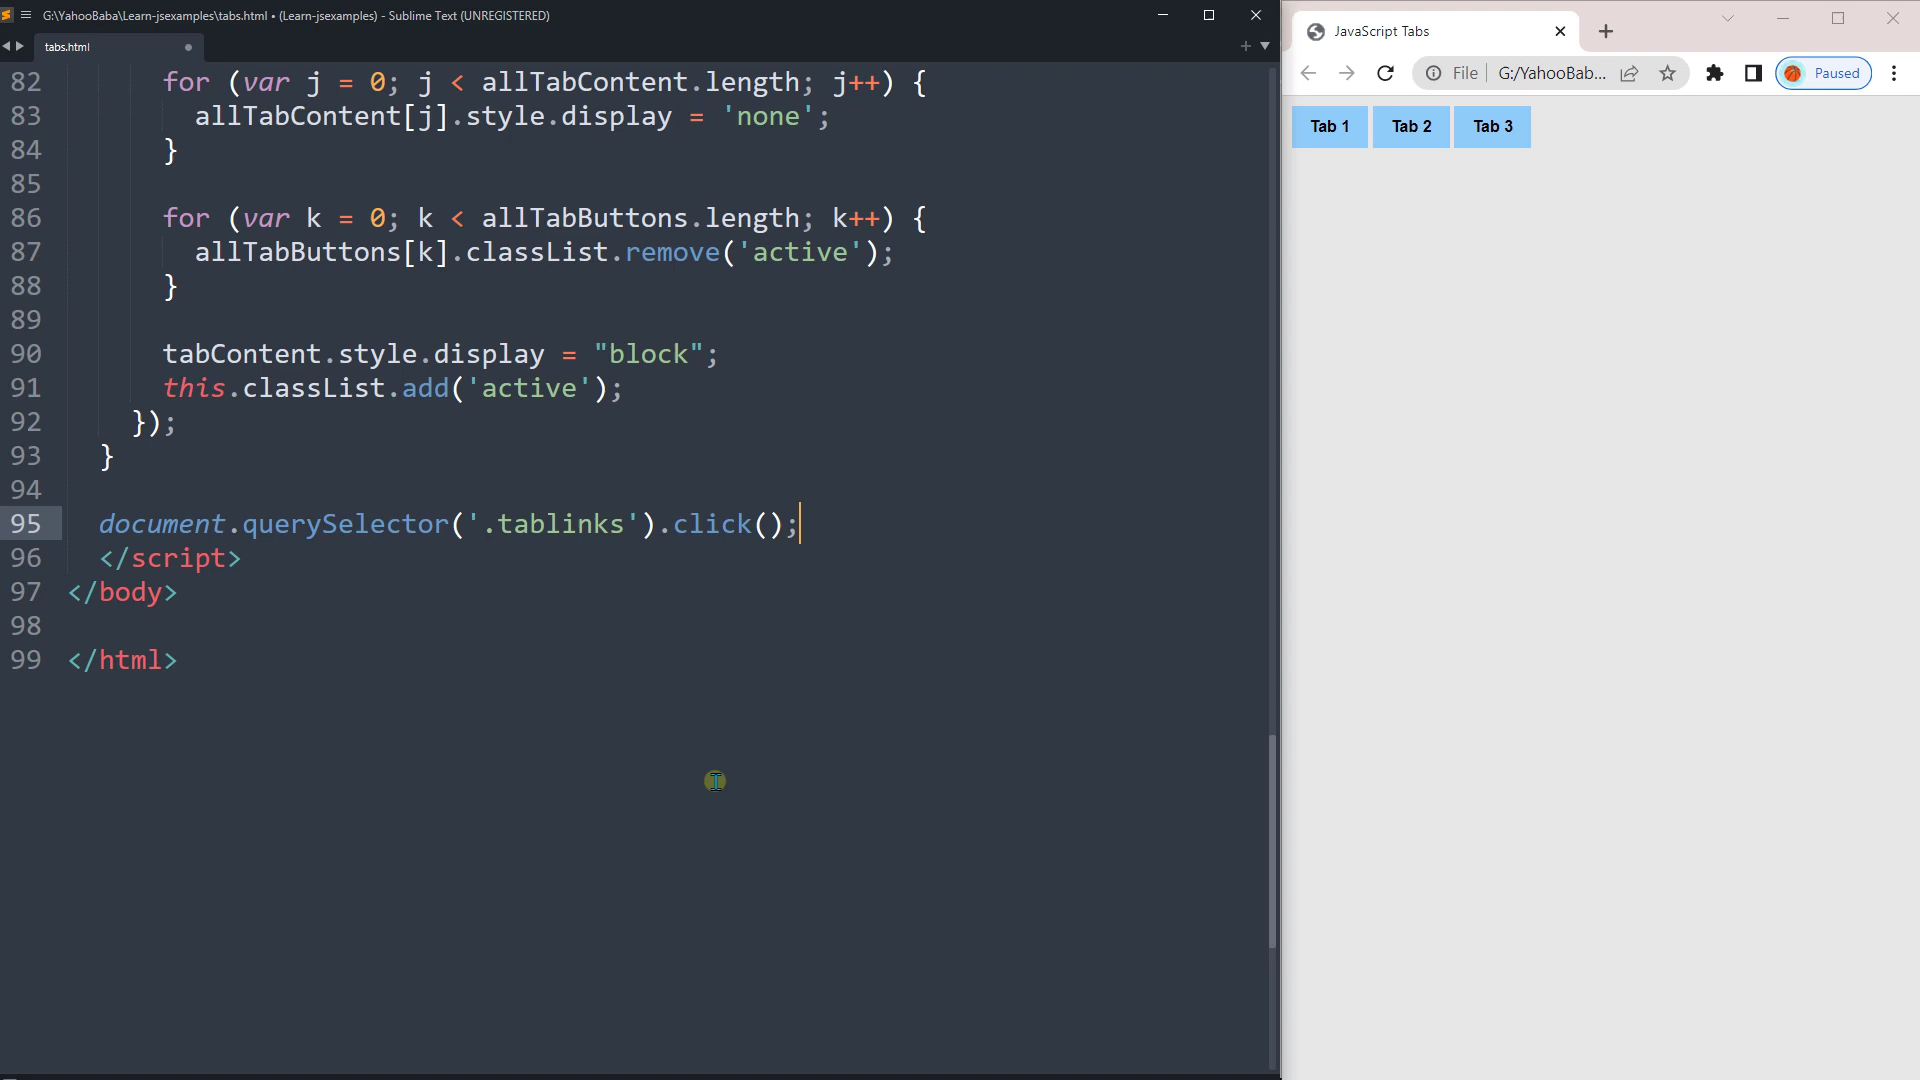 G:\YahooBaba\Learn-jsexamples\tabs.html • (Learn-jsexamples) - Sublime Text (UNREGISTERED)
tabs.html
82 for (var j = 0; j < allTabContent.length; j++) {
83 allTabContent[j].style.display = 'none';
84 }
85
86 for (var k = 0; k < allTabButtons.length; k++) {
87 allTabButtons[k].classList.remove('active');
88 }
89
90 tabContent.style.display = "block";
91 this.classList.add('active');
92 });
93 }
94
95 document.querySelector('.tablinks').click();
96 </script>
97 </body>
98
99 </html>
JavaScript Tabs
File G:/YahooBab... Paused
Tab 1 Tab 2 Tab 3